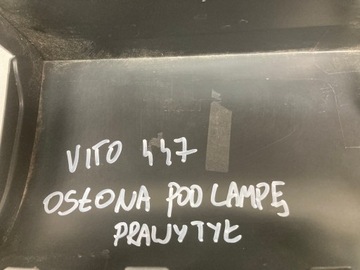 VITO 447
OSŁONA POD LAMPĘ
PRAWY TYŁ